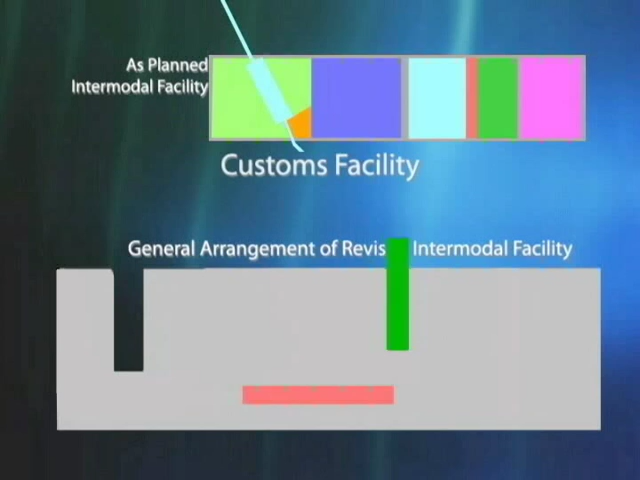 As Planned
Intermodal Facility
Customs Facility
General Arrangement of Revis Intermodal Facility